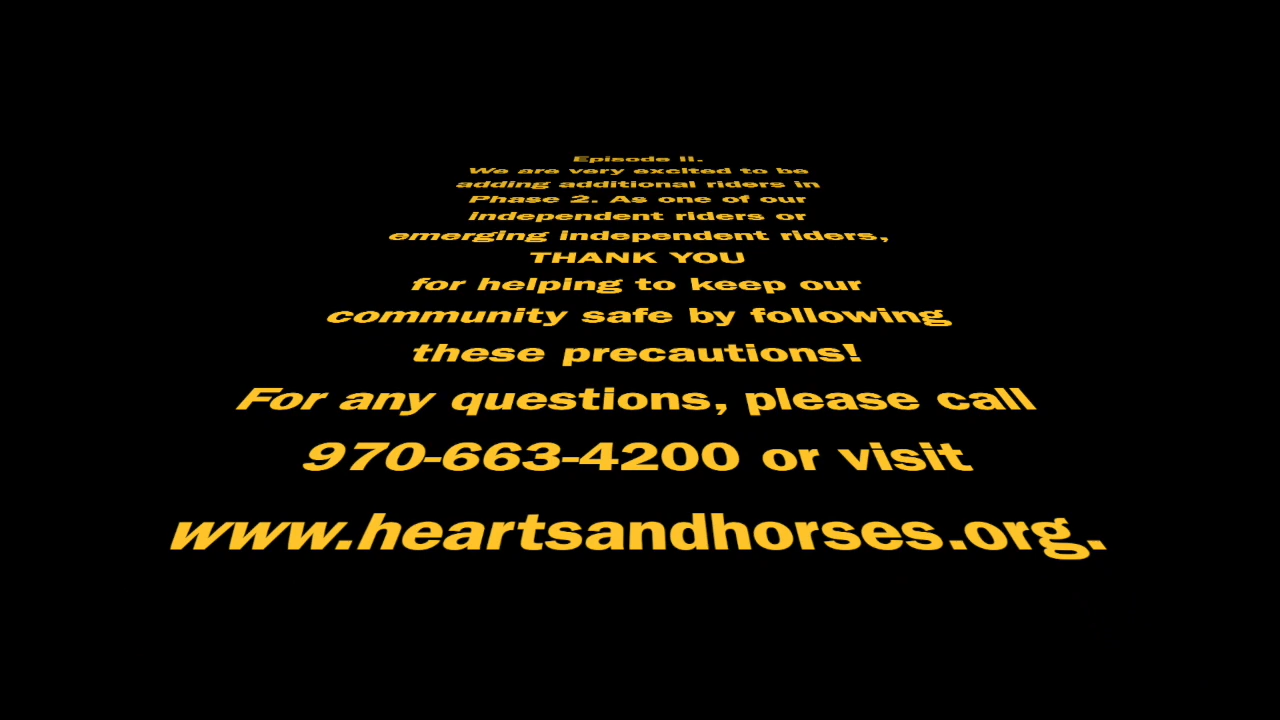 Episode II.
We are very excited to be
adding additional riders in
Phase 2. As one of our
independent riders or
emerging independent riders,
THANK YOU
for helping to keep our
community safe by following
these precautions!
For any questions, please call
970-663-4200 or visit
www.heartsandhorses.org.